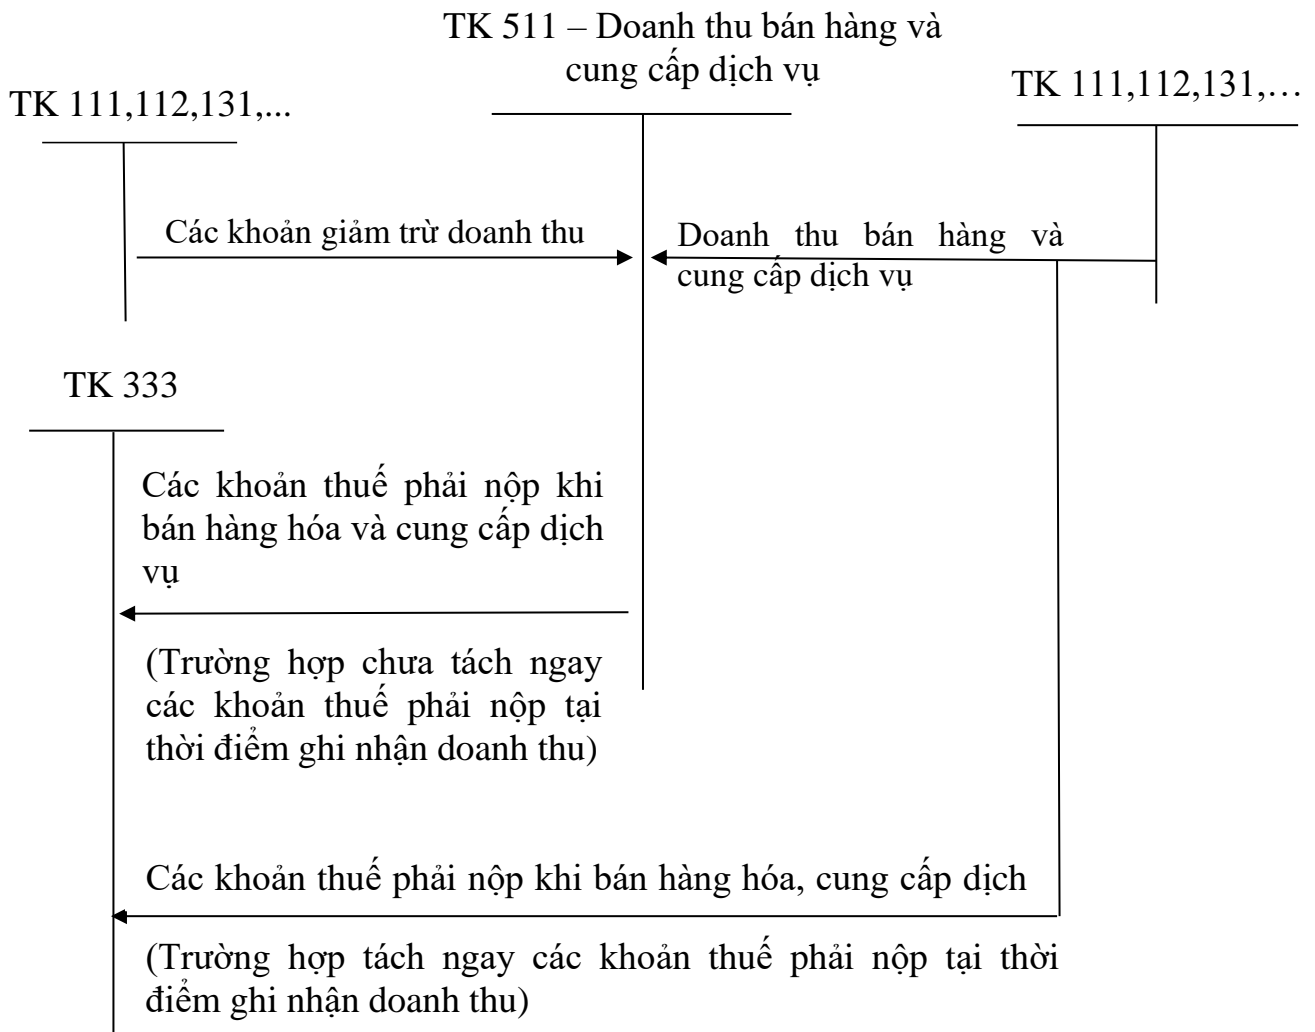 TK 511 – Doanh thu bán hàng và
cung cấp dịch vụ
TK 111,112,131,...
TK 111,112,131,…
Các khoản giảm trừ doanh thu
Doanh thu bán hàng và
cung cấp dịch vụ
TK 333
Các khoản thuế phải nộp khi
bán hàng hóa và cung cấp dịch
vụ
(Trường hợp chưa tách ngay
các khoản thuế phải nộp tại
thời điểm ghi nhận doanh thu)
Các khoản thuế phải nộp khi bán hàng hóa, cung cấp dịch
(Trường hợp tách ngay các khoản thuế phải nộp tại thời
điểm ghi nhận doanh thu)